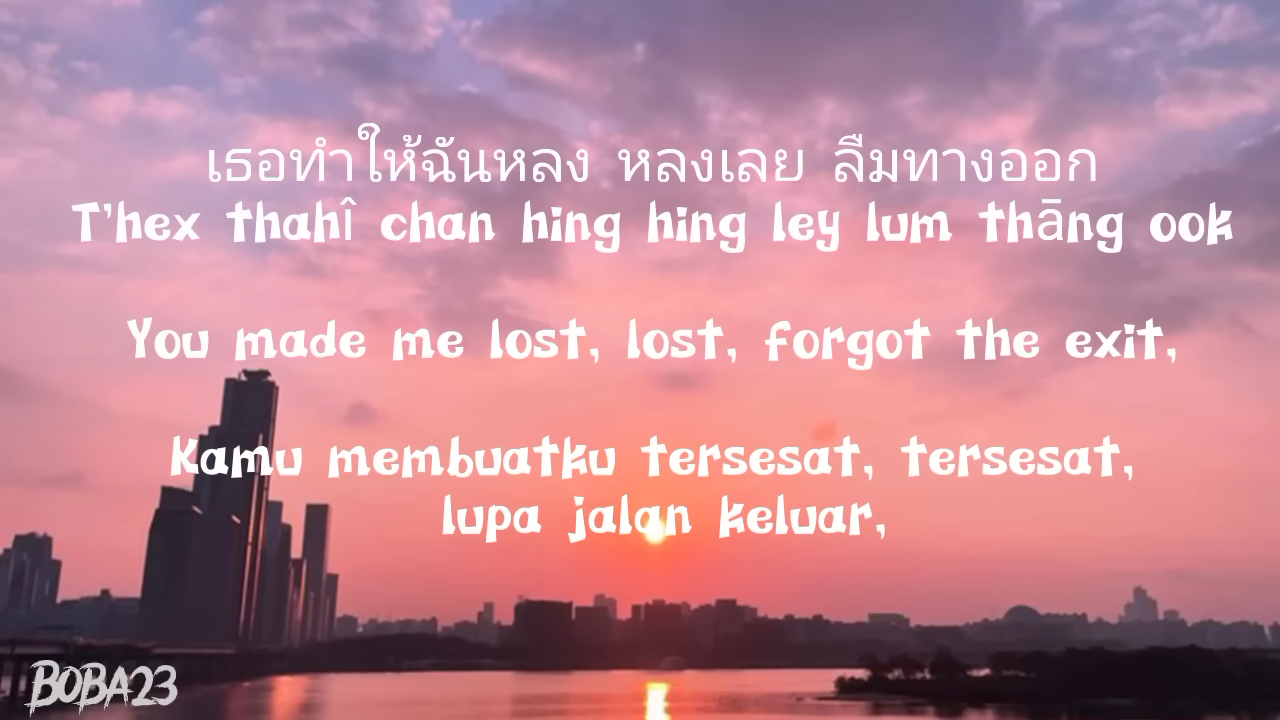 เธอทำให้ฉันหลง หลงเลย ลืมทางออก
T'hex thahî chan hing hing ley lum thāng ook
You made me lost, lost, forgot the exit,
Kamu membuatku tersesat, tersesat,
lupa jalan keluar,
BOBA23